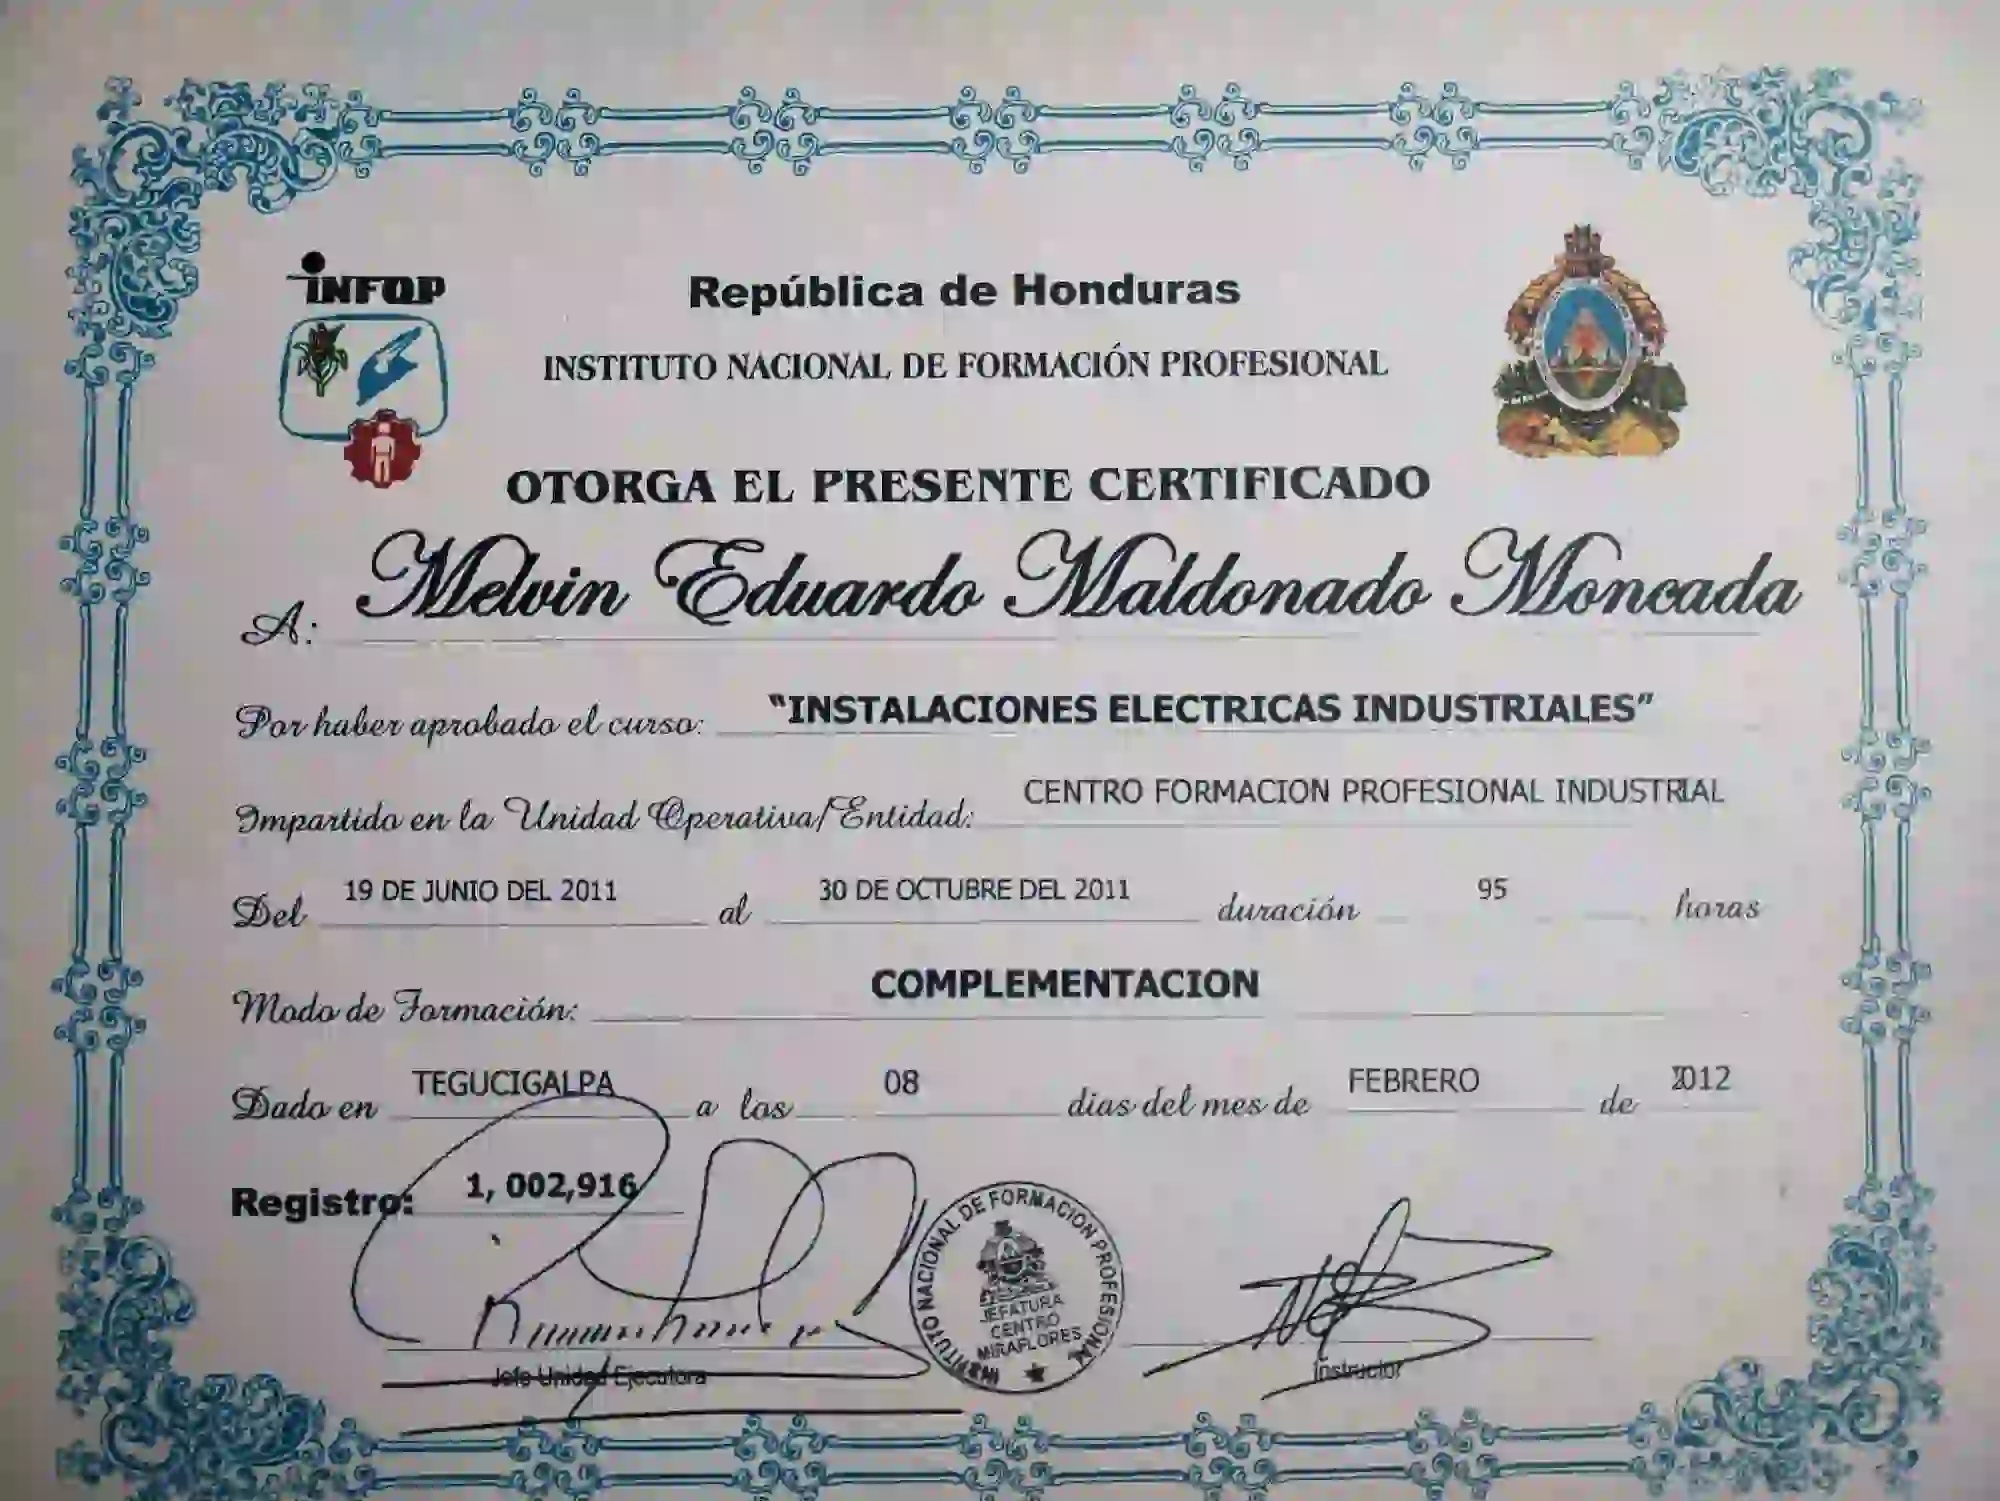 INFOP
República de Honduras
INSTITUTO NACIONAL DE FORMACIÓN PROFESIONAL
OTORGA EL PRESENTE CERTIFICADO
A: Melvin Eduardo Maldonado Moncada
Por haber aprobado el curso: "INSTALACIONES ELECTRICAS INDUSTRIALES"
Impartido en la Unidad Operativa/Entidad: CENTRO FORMACION PROFESIONAL INDUSTRIAL
Del 19 DE JUNIO DEL 2011 al 30 DE OCTUBRE DEL 2011 duración 95 horas
Modo de Formación: COMPLEMENTACION
Dado en TEGUCIGALPA a los 08 dias del mes de FEBRERO de 2012
Registro: 1, 002,916
INSTITUTO NACIONAL DE FORMACION PROFESIONAL
JEFATURA
CENTRO
MIRAFLORES
Jefe Unidad Ejecutora
Instructor